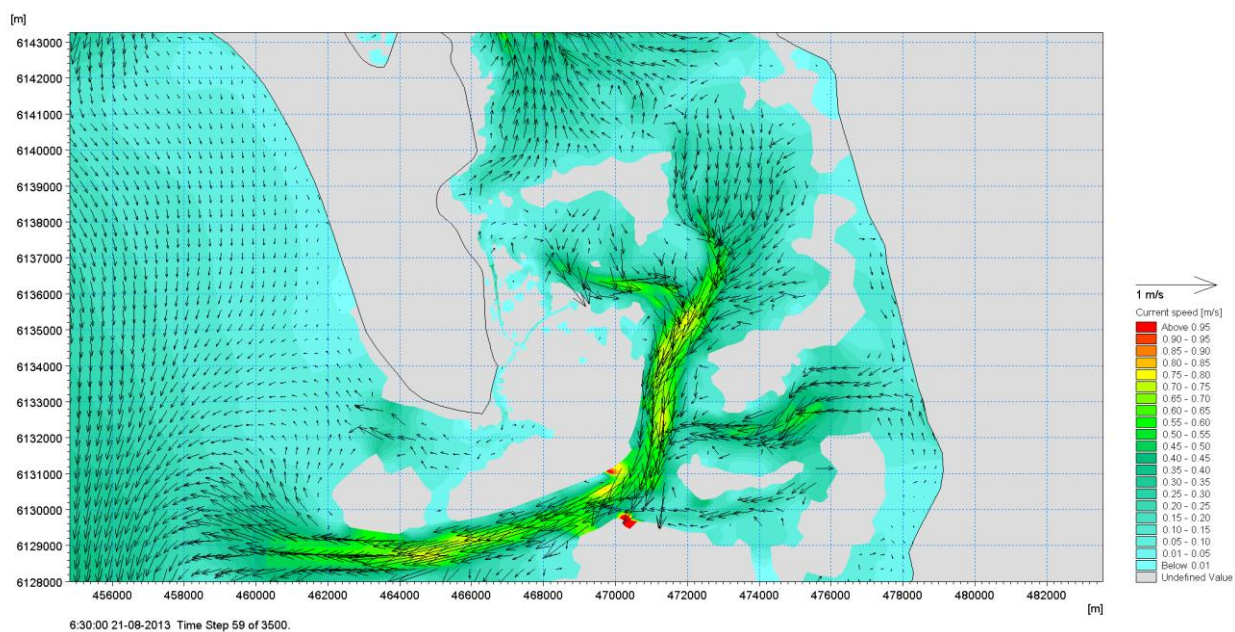 [m]
6143000
6142000
6141000
6140000
6139000
6138000
6137000
6136000
6135000
6134000
6133000
6132000
6131000
6130000
6129000
6128000
456000 458000 460000 462000 464000 466000 468000 470000 472000 474000 476000 478000 480000 482000
[m]
6:30:00 21-08-2013 Time Step 59 of 3500.
1 m/s
Current speed [m/s]
Above 0.95
0.90 - 0.95
0.85 - 0.90
0.80 - 0.85
0.75 - 0.80
0.70 - 0.75
0.65 - 0.70
0.60 - 0.65
0.55 - 0.60
0.50 - 0.55
0.45 - 0.50
0.40 - 0.45
0.35 - 0.40
0.30 - 0.35
0.25 - 0.30
0.20 - 0.25
0.15 - 0.20
0.10 - 0.15
0.05 - 0.10
0.01 - 0.05
Below 0.01
Undefined Value